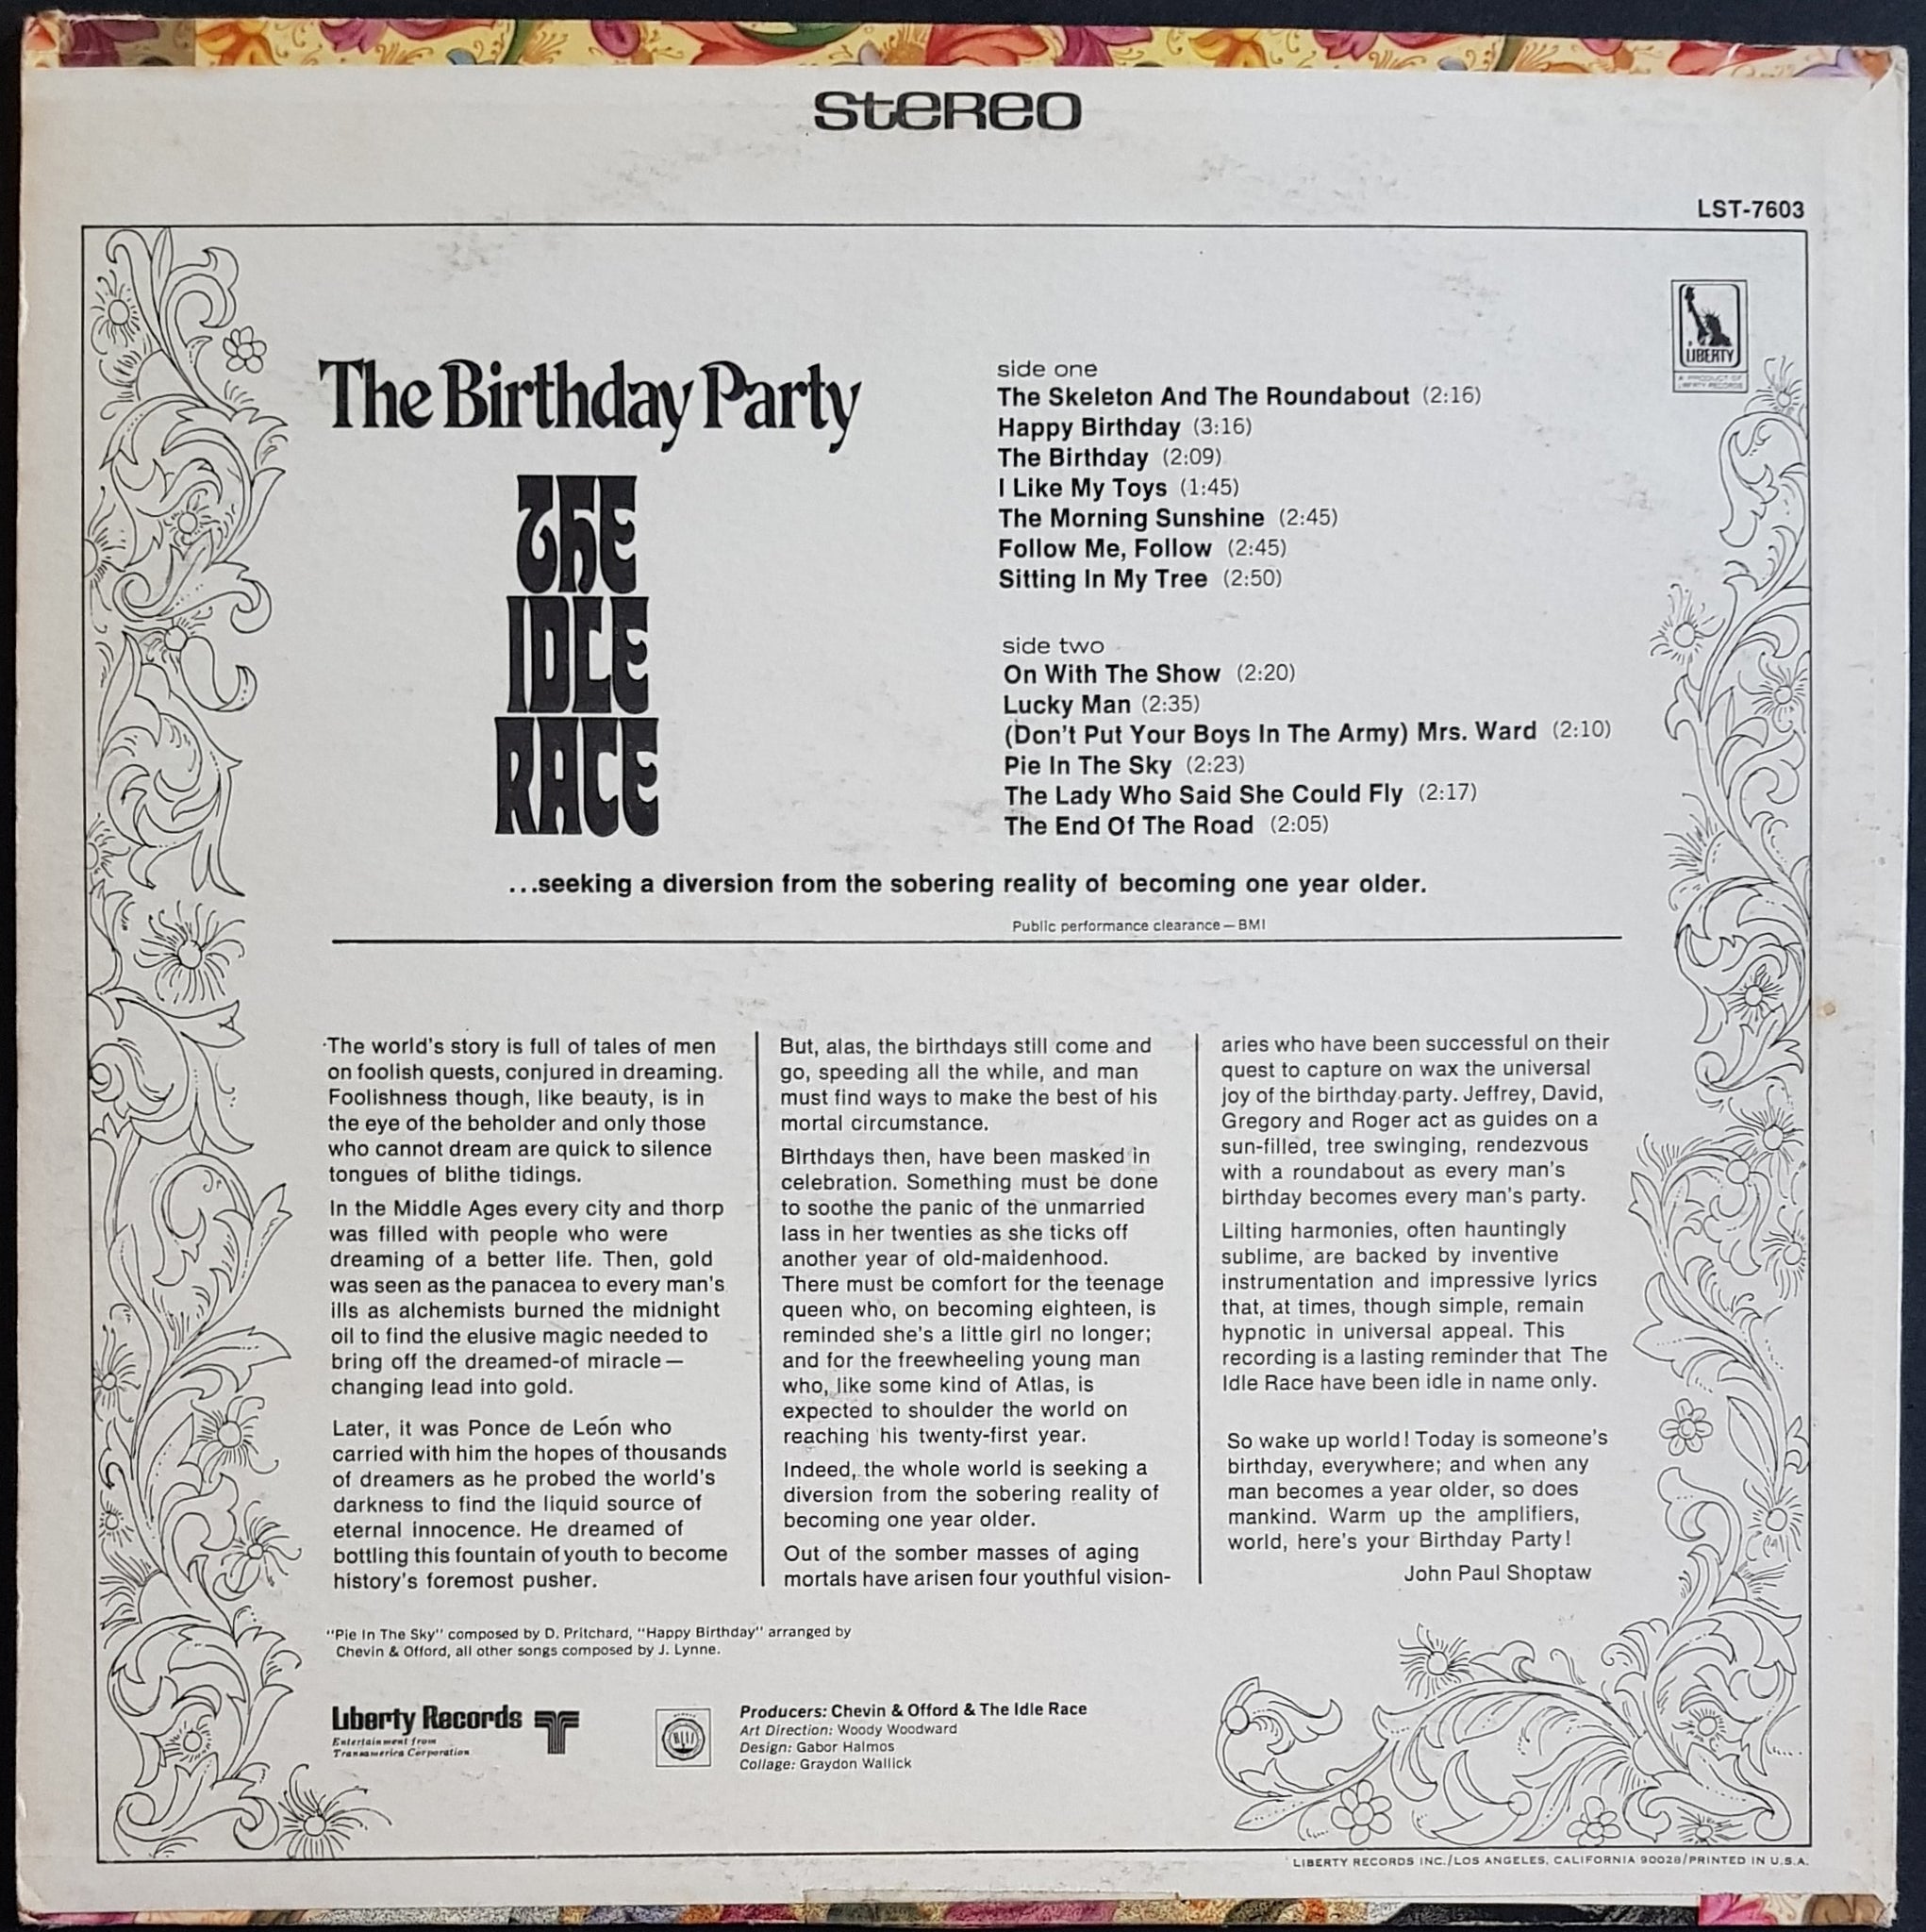 STEREO
LST-7603
LIBERTY
A PRODUCT OF
LIBERTY RECORDS
The Birthday Party
THE
IDLE
RACE
side one
The Skeleton And The Roundabout (2:16)
Happy Birthday (3:16)
The Birthday (2:09)
I Like My Toys (1:45)
The Morning Sunshine (2:45)
Follow Me, Follow (2:45)
Sitting In My Tree (2:50)
side two
On With The Show (2:20)
Lucky Man (2:35)
(Don't Put Your Boys In The Army) Mrs. Ward (2:10)
Pie In The Sky (2:23)
The Lady Who Said She Could Fly (2:17)
The End Of The Road (2:05)
...seeking a diversion from the sobering reality of becoming one year older.
Public performance clearance—BMI
The world's story is full of tales of men
on foolish quests, conjured in dreaming.
Foolishness though, like beauty, is in
the eye of the beholder and only those
who cannot dream are quick to silence
tongues of blithe tidings.
In the Middle Ages every city and thorp
was filled with people who were
dreaming of a better life. Then, gold
was seen as the panacea to every man's
ills as alchemists burned the midnight
oil to find the elusive magic needed to
bring off the dreamed-of miracle—
changing lead into gold.
Later, it was Ponce de León who
carried with him the hopes of thousands
of dreamers as he probed the world's
darkness to find the liquid source of
eternal innocence. He dreamed of
bottling this fountain of youth to become
history's foremost pusher.
But, alas, the birthdays still come and
go, speeding all the while, and man
must find ways to make the best of his
mortal circumstance.
Birthdays then, have been masked in
celebration. Something must be done
to soothe the panic of the unmarried
lass in her twenties as she ticks off
another year of old-maidenhood.
There must be comfort for the teenage
queen who, on becoming eighteen, is
reminded she's a little girl no longer;
and for the freewheeling young man
who, like some kind of Atlas, is
expected to shoulder the world on
reaching his twenty-first year.
Indeed, the whole world is seeking a
diversion from the sobering reality of
becoming one year older.
Out of the somber masses of aging
mortals have arisen four youthful vision-
aries who have been successful on their
quest to capture on wax the universal
joy of the birthday party. Jeffrey, David,
Gregory and Roger act as guides on a
sun-filled, tree swinging, rendezvous
with a roundabout as every man's
birthday becomes every man's party.
Lilting harmonies, often hauntingly
sublime, are backed by inventive
instrumentation and impressive lyrics
that, at times, though simple, remain
hypnotic in universal appeal. This
recording is a lasting reminder that The
Idle Race have been idle in name only.
So wake up world! Today is someone's
birthday, everywhere; and when any
man becomes a year older, so does
mankind. Warm up the amplifiers,
world, here's your Birthday Party!
John Paul Shoptaw
"Pie In The Sky" composed by D. Pritchard, "Happy Birthday" arranged by
Chevin & Offord, all other songs composed by J. Lynne.
Liberty Records
Entertainment from
Transamerica Corporation
Producers: Chevin & Offord & The Idle Race
Art Direction: Woody Woodward
Design: Gabor Halmos
Collage: Graydon Wallick
LIBERTY RECORDS INC./LOS ANGELES, CALIFORNIA 90028/PRINTED IN U.S.A.